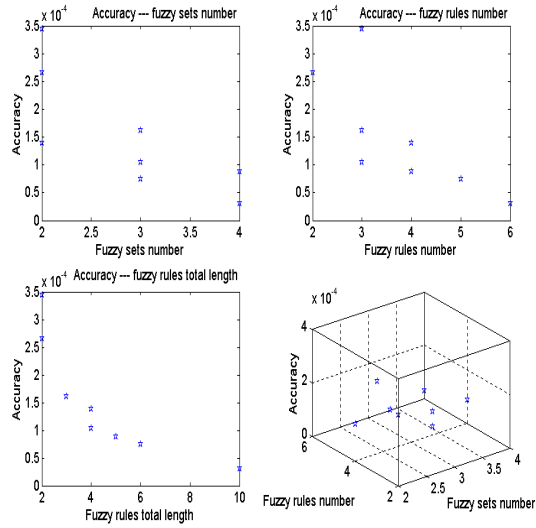 x 10-4 Accuracy --- fuzzy sets number
3.5
3
2.5
2
1.5
1
0.5
0
Accuracy
2 2.5 3 3.5 4
Fuzzy sets number
x 10-4 Accuracy --- fuzzy rules number
3.5
3
2.5
2
1.5
1
0.5
0
Accuracy
2 3 4 5 6
Fuzzy rules number
x 10-4 Accuracy --- fuzzy rules total length
3.5
3
2.5
2
1.5
1
0.5
0
Accuracy
2 4 6 8 10
Fuzzy rules total length
x 10-4
4
2
0
Accuracy
6
4
2
Fuzzy rules number
2
2.5
3
3.5
4
Fuzzy sets number